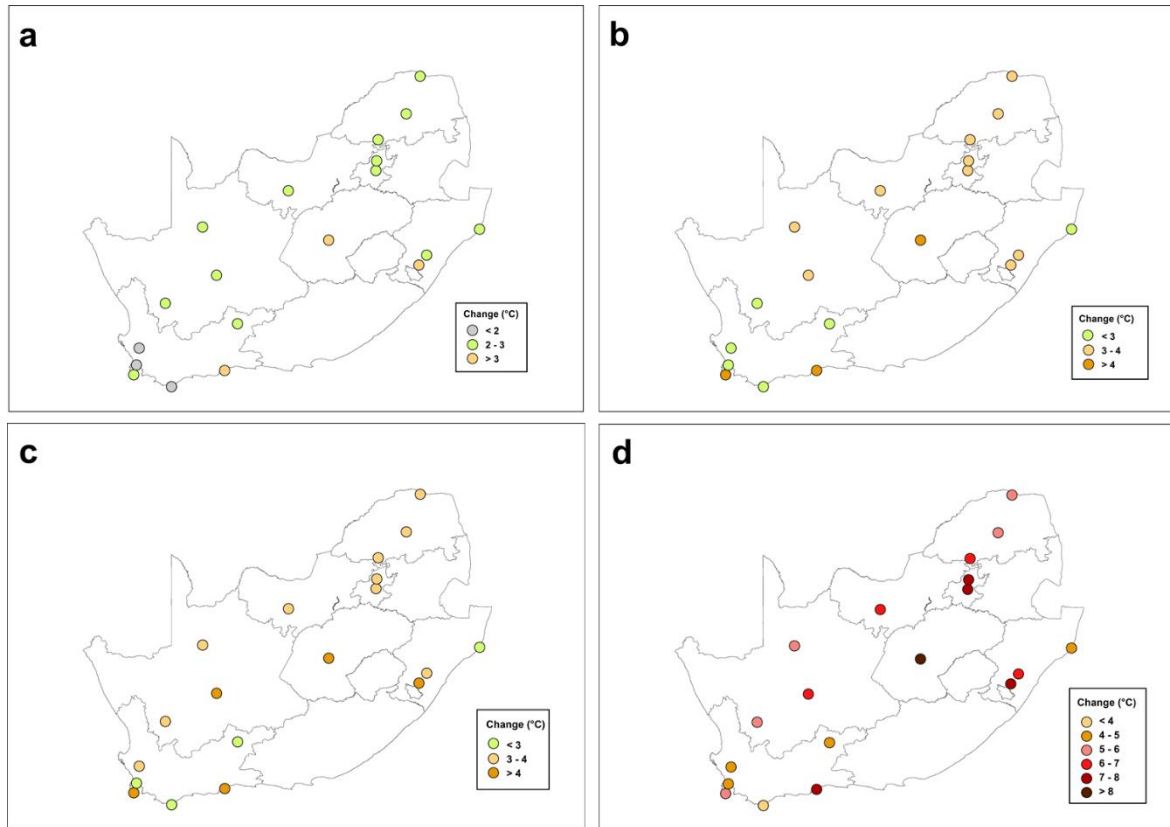 a
Change (°C)
< 2
2 - 3
> 3
b
Change (°C)
< 3
3 - 4
> 4
c
Change (°C)
< 3
3 - 4
> 4
d
Change (°C)
< 4
4 - 5
5 - 6
6 - 7
7 - 8
> 8